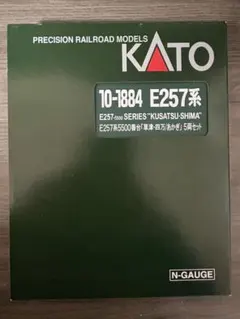 PRECISION RAILROAD MODELS
KATO
10-1884 E257系
E257-5500 SERIES "KUSATSU·SHIMA"
E257系5500番台「草津・四万/あかぎ」5両セット
N-GAUGE